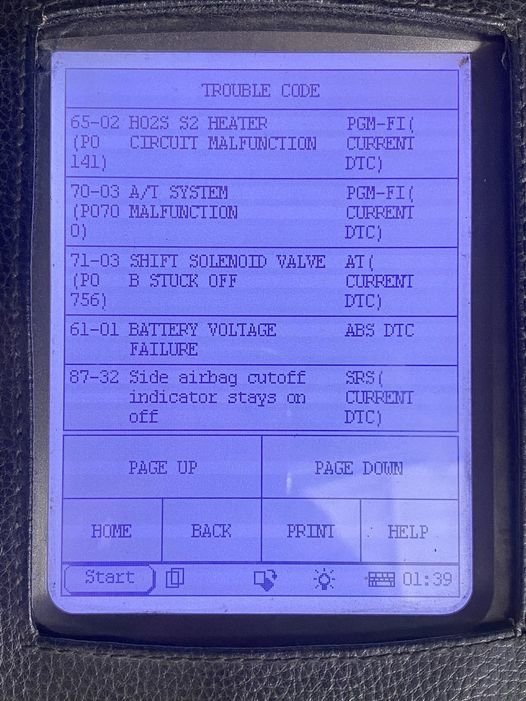 TROUBLE CODE
65-02 HO2S S2 HEATER PGM-FI(
(P0 CIRCUIT MALFUNCTION CURRENT
141) DTC)
70-03 A/T SYSTEM PGM-FI(
(P070 MALFUNCTION CURRENT
0) DTC)
71-03 SHIFT SOLENOID VALVE AT(
(P0 B STUCK OFF CURRENT
756) DTC)
61-01 BATTERY VOLTAGE ABS DTC
FAILURE
87-32 Side airbag cutoff SRS(
indicator stays on CURRENT
off DTC)
PAGE UP PAGE DOWN
HOME BACK PRINT HELP
Start 01:39